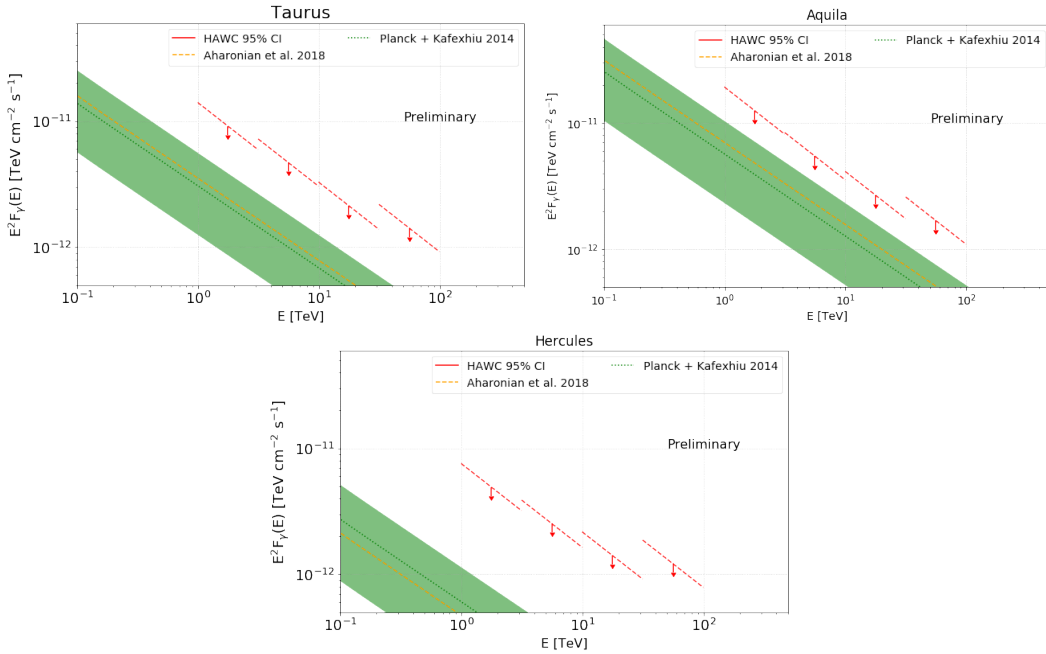 Taurus
HAWC 95% CI
Aharonian et al. 2018
Planck + Kafexhiu 2014
Preliminary
10⁻¹¹
10⁻¹²
E²Fᵧ(E) [TeV cm⁻² s⁻¹]
10⁻¹ 10⁰ 10¹ 10²
E [TeV]
Aquila
HAWC 95% CI
Aharonian et al. 2018
Planck + Kafexhiu 2014
Preliminary
10⁻¹¹
10⁻¹²
E²Fᵧ(E) [TeV cm⁻² s⁻¹]
10⁻¹ 10⁰ 10¹ 10²
E [TeV]
Hercules
HAWC 95% CI
Aharonian et al. 2018
Planck + Kafexhiu 2014
Preliminary
10⁻¹¹
10⁻¹²
E²Fᵧ(E) [TeV cm⁻² s⁻¹]
10⁻¹ 10⁰ 10¹ 10²
E [TeV]